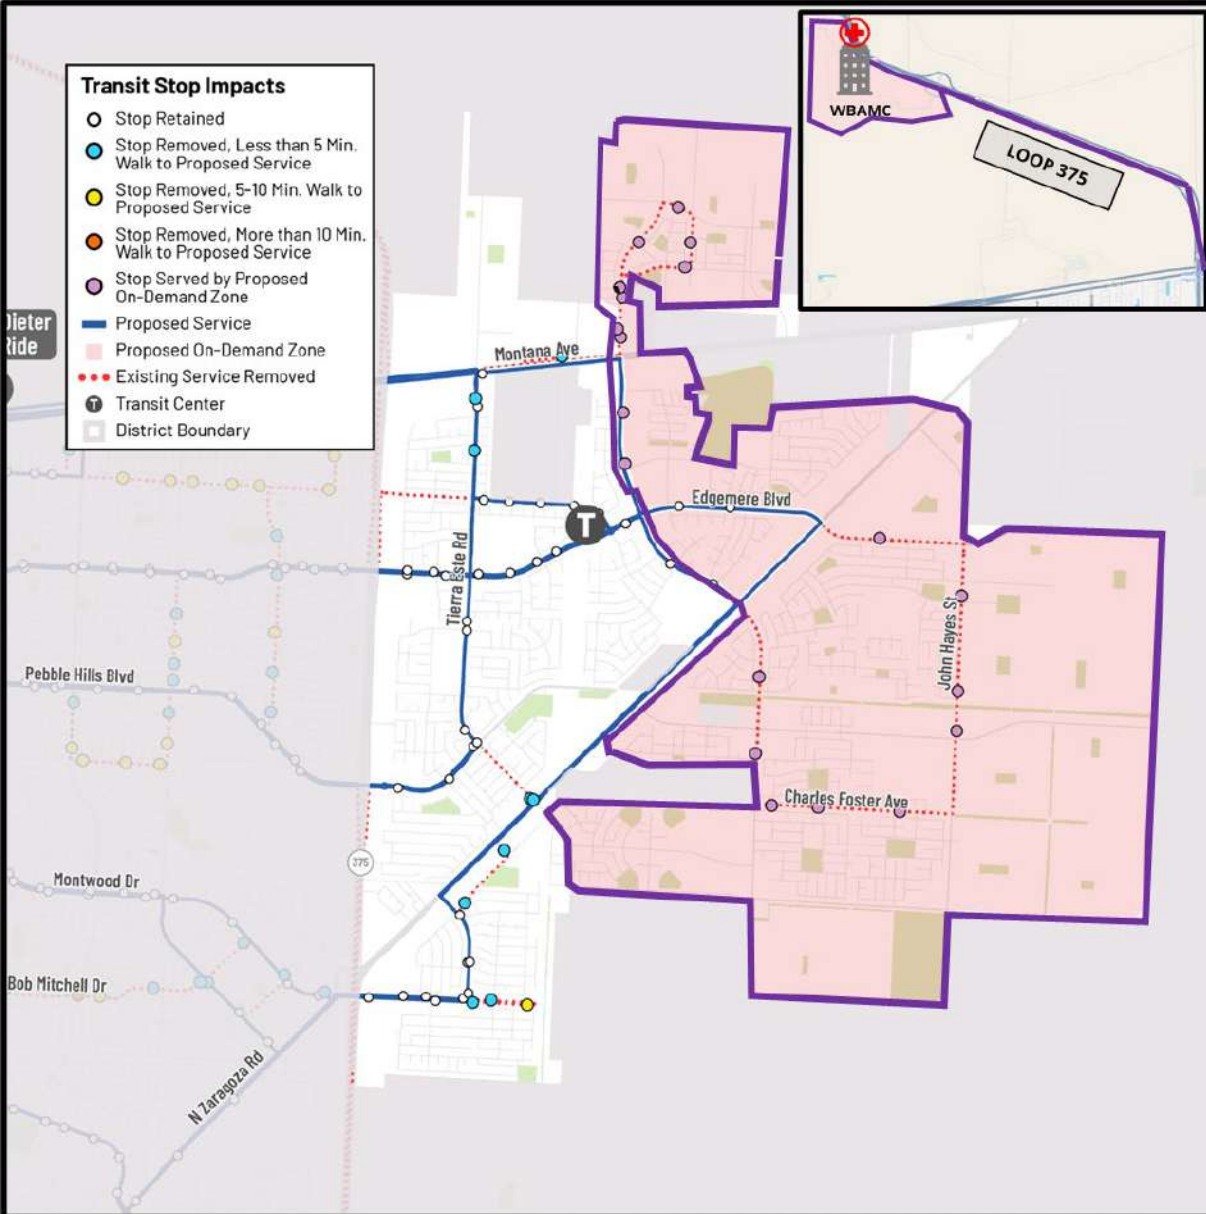 Transit Stop Impacts
Stop Retained
Stop Removed, Less than 5 Min.
Walk to Proposed Service
Stop Removed, 5-10 Min. Walk to
Proposed Service
Stop Removed, More than 10 Min.
Walk to Proposed Service
Stop Served by Proposed
On-Demand Zone
Proposed Service
Proposed On-Demand Zone
Existing Service Removed
T Transit Center
District Boundary
WBAMC
LOOP 375
Dieter
Ride
Montana Ave
Edgemere Blvd
T
Tierra Este Rd
John Hayes St
Pebble Hills Blvd
Charles Foster Ave
375
Montwood Dr
Bob Mitchell Dr
N Zaragoza Rd